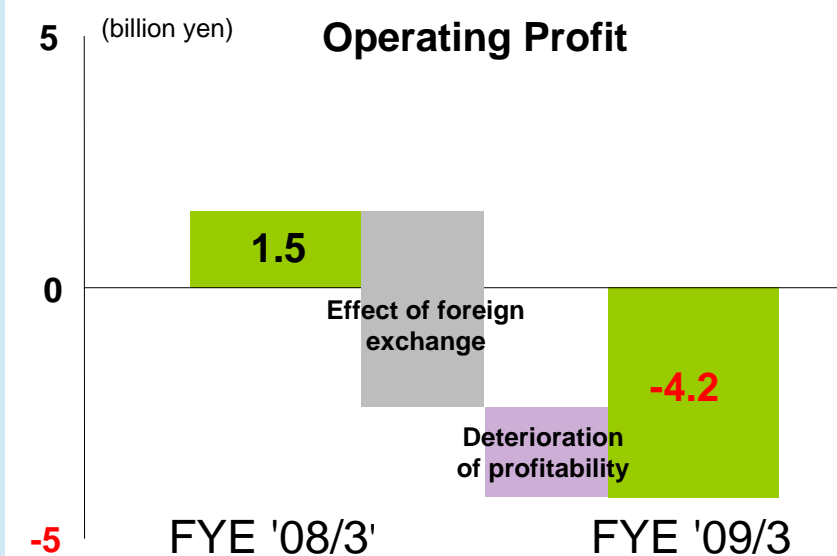 5
(billion yen)
Operating Profit
1.5
0
Effect of foreign
exchange
-4.2
Deterioration
of profitability
-5
FYE '08/3'
FYE '09/3